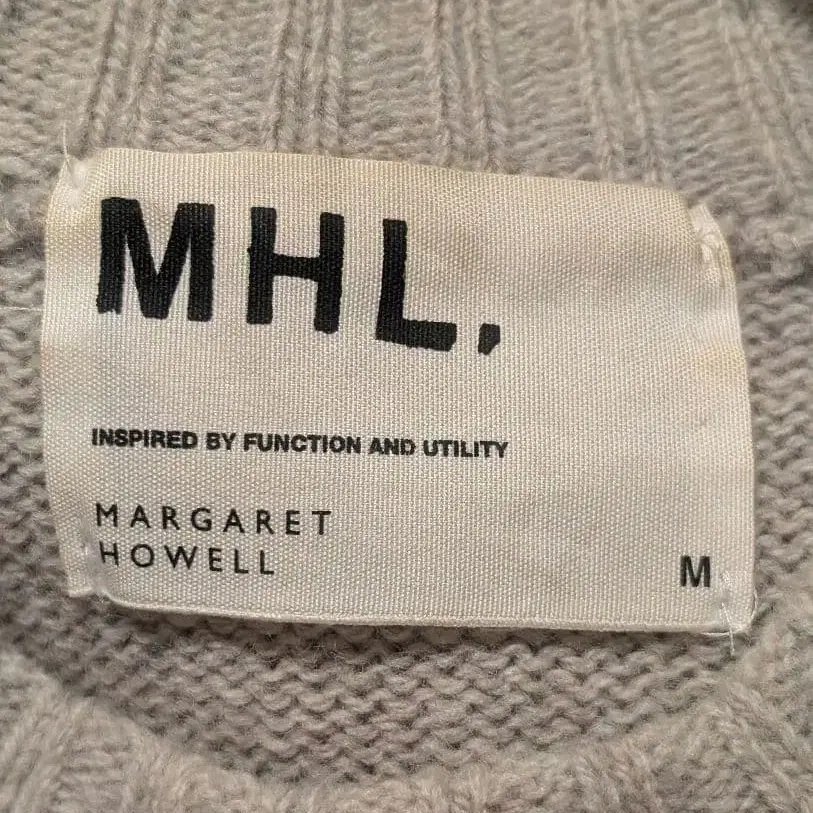 MHL.
INSPIRED BY FUNCTION AND UTILITY
MARGARET
HOWELL
M